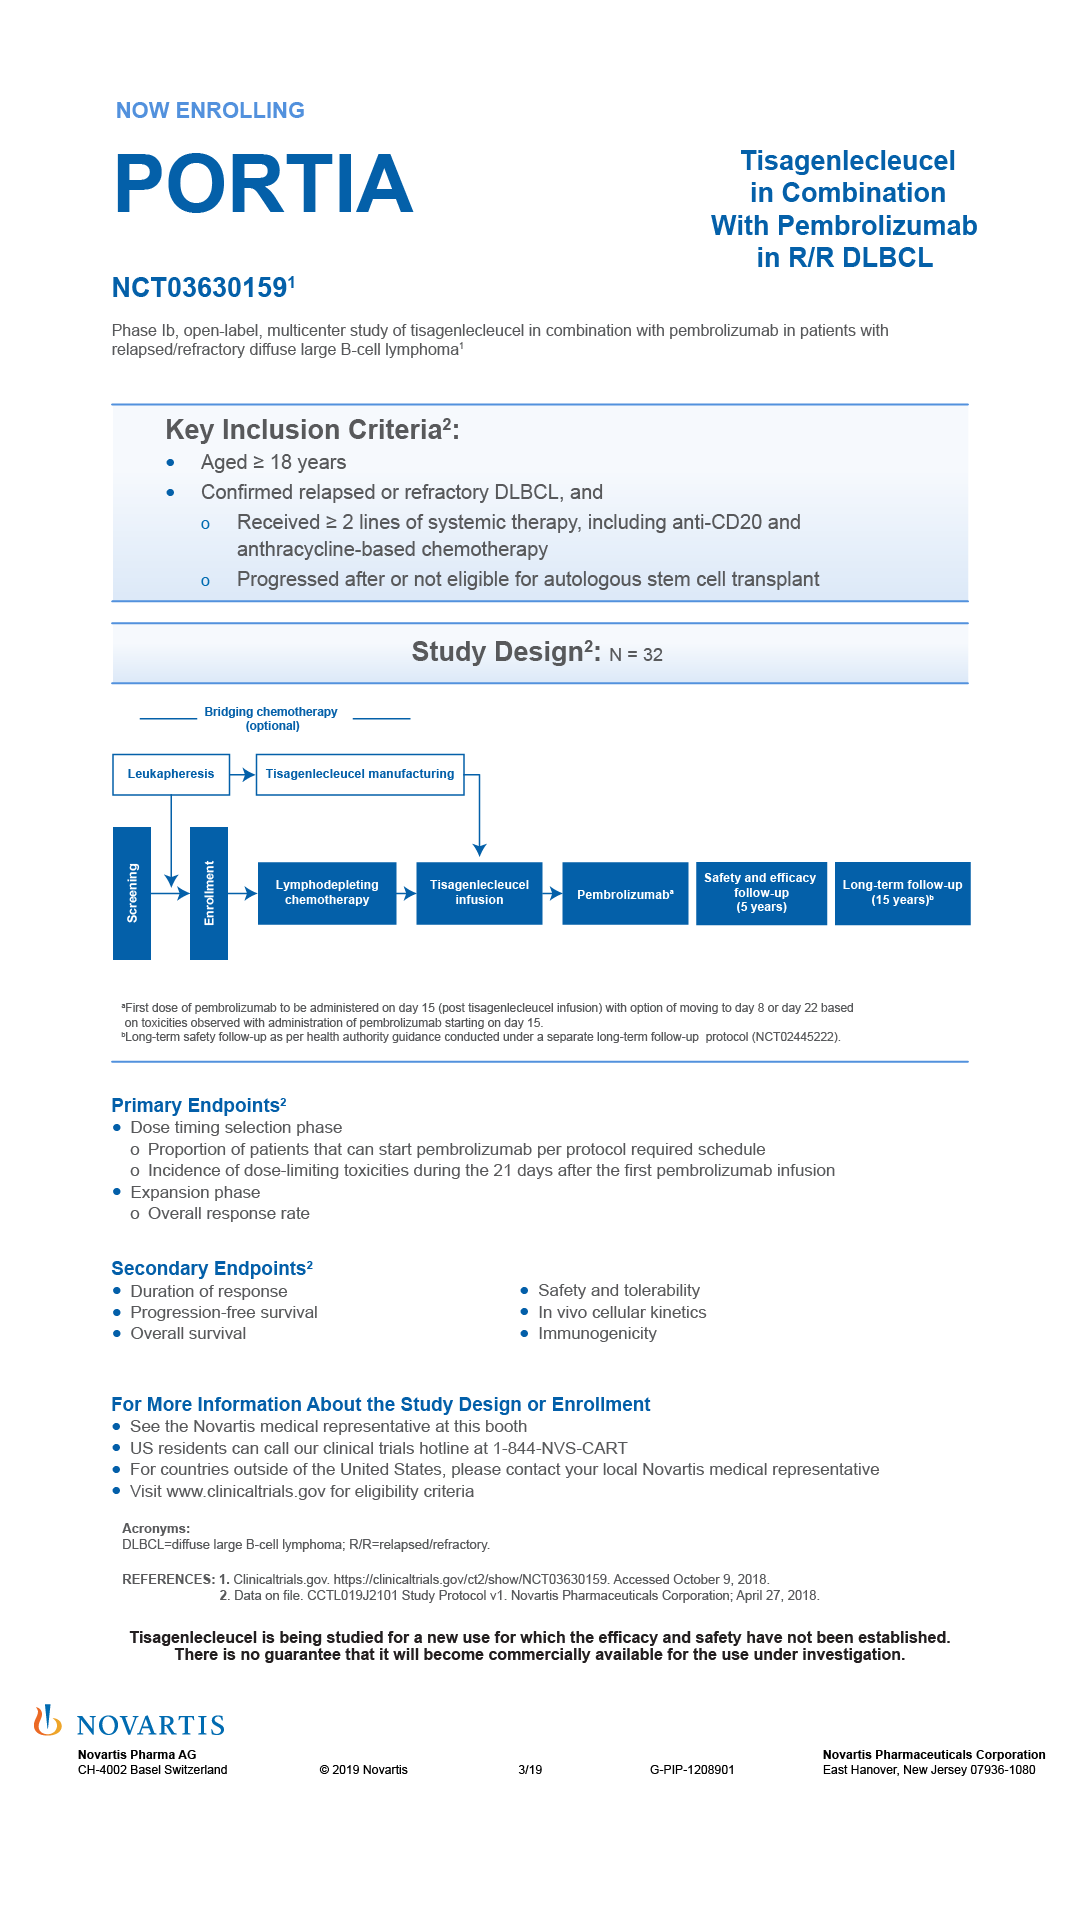 NOW ENROLLING
PORTIA
Tisagenlecleucel
in Combination
With Pembrolizumab
in R/R DLBCL
NCT03630159¹
Phase Ib, open-label, multicenter study of tisagenlecleucel in combination with pembrolizumab in patients with
relapsed/refractory diffuse large B-cell lymphoma¹
Key Inclusion Criteria²:
• Aged ≥ 18 years
• Confirmed relapsed or refractory DLBCL, and
o Received ≥ 2 lines of systemic therapy, including anti-CD20 and
anthracycline-based chemotherapy
o Progressed after or not eligible for autologous stem cell transplant
Study Design²: N = 32
Bridging chemotherapy
(optional)
Leukapheresis
Tisagenlecleucel manufacturing
Screening
Enrollment
Lymphodepleting
chemotherapy
Tisagenlecleucel
infusion
Pembrolizumabᵃ
Safety and efficacy
follow-up
(5 years)
Long-term follow-up
(15 years)ᵇ
ᵃFirst dose of pembrolizumab to be administered on day 15 (post tisagenlecleucel infusion) with option of moving to day 8 or day 22 based
on toxicities observed with administration of pembrolizumab starting on day 15.
ᵇLong-term safety follow-up as per health authority guidance conducted under a separate long-term follow-up protocol (NCT02445222).
Primary Endpoints²
• Dose timing selection phase
o Proportion of patients that can start pembrolizumab per protocol required schedule
o Incidence of dose-limiting toxicities during the 21 days after the first pembrolizumab infusion
• Expansion phase
o Overall response rate
Secondary Endpoints²
• Duration of response
• Progression-free survival
• Overall survival
• Safety and tolerability
• In vivo cellular kinetics
• Immunogenicity
For More Information About the Study Design or Enrollment
• See the Novartis medical representative at this booth
• US residents can call our clinical trials hotline at 1-844-NVS-CART
• For countries outside of the United States, please contact your local Novartis medical representative
• Visit www.clinicaltrials.gov for eligibility criteria
Acronyms:
DLBCL=diffuse large B-cell lymphoma; R/R=relapsed/refractory.
REFERENCES: 1. Clinicaltrials.gov. https://clinicaltrials.gov/ct2/show/NCT03630159. Accessed October 9, 2018.
2. Data on file. CCTL019J2101 Study Protocol v1. Novartis Pharmaceuticals Corporation; April 27, 2018.
Tisagenlecleucel is being studied for a new use for which the efficacy and safety have not been established.
There is no guarantee that it will become commercially available for the use under investigation.
NOVARTIS
Novartis Pharma AG
CH-4002 Basel Switzerland
© 2019 Novartis
3/19
G-PIP-1208901
Novartis Pharmaceuticals Corporation
East Hanover, New Jersey 07936-1080